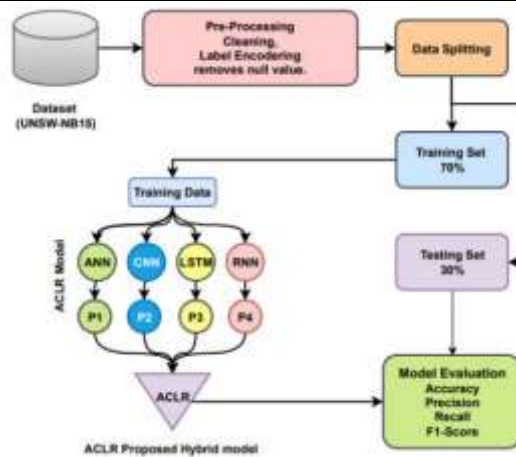 Pre-Processing
Cleaning,
Label Encodering
removes null value.
Data Splitting
Dataset
(UNSW-NB15)
Training Set
70%
Training Data
ACLR Model
ANN
CNN
LSTM
RNN
P1
P2
P3
P4
ACLR
ACLR Proposed Hybrid model
Testing Set
30%
Model Evaluation
Accuracy
Precision
Recall
F1-Score